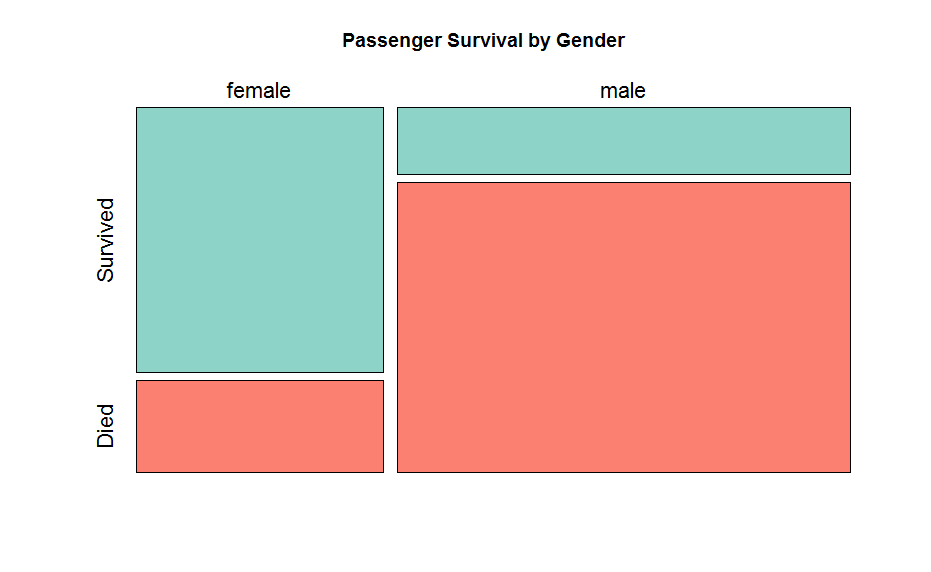 Passenger Survival by Gender
female
male
Survived
Died